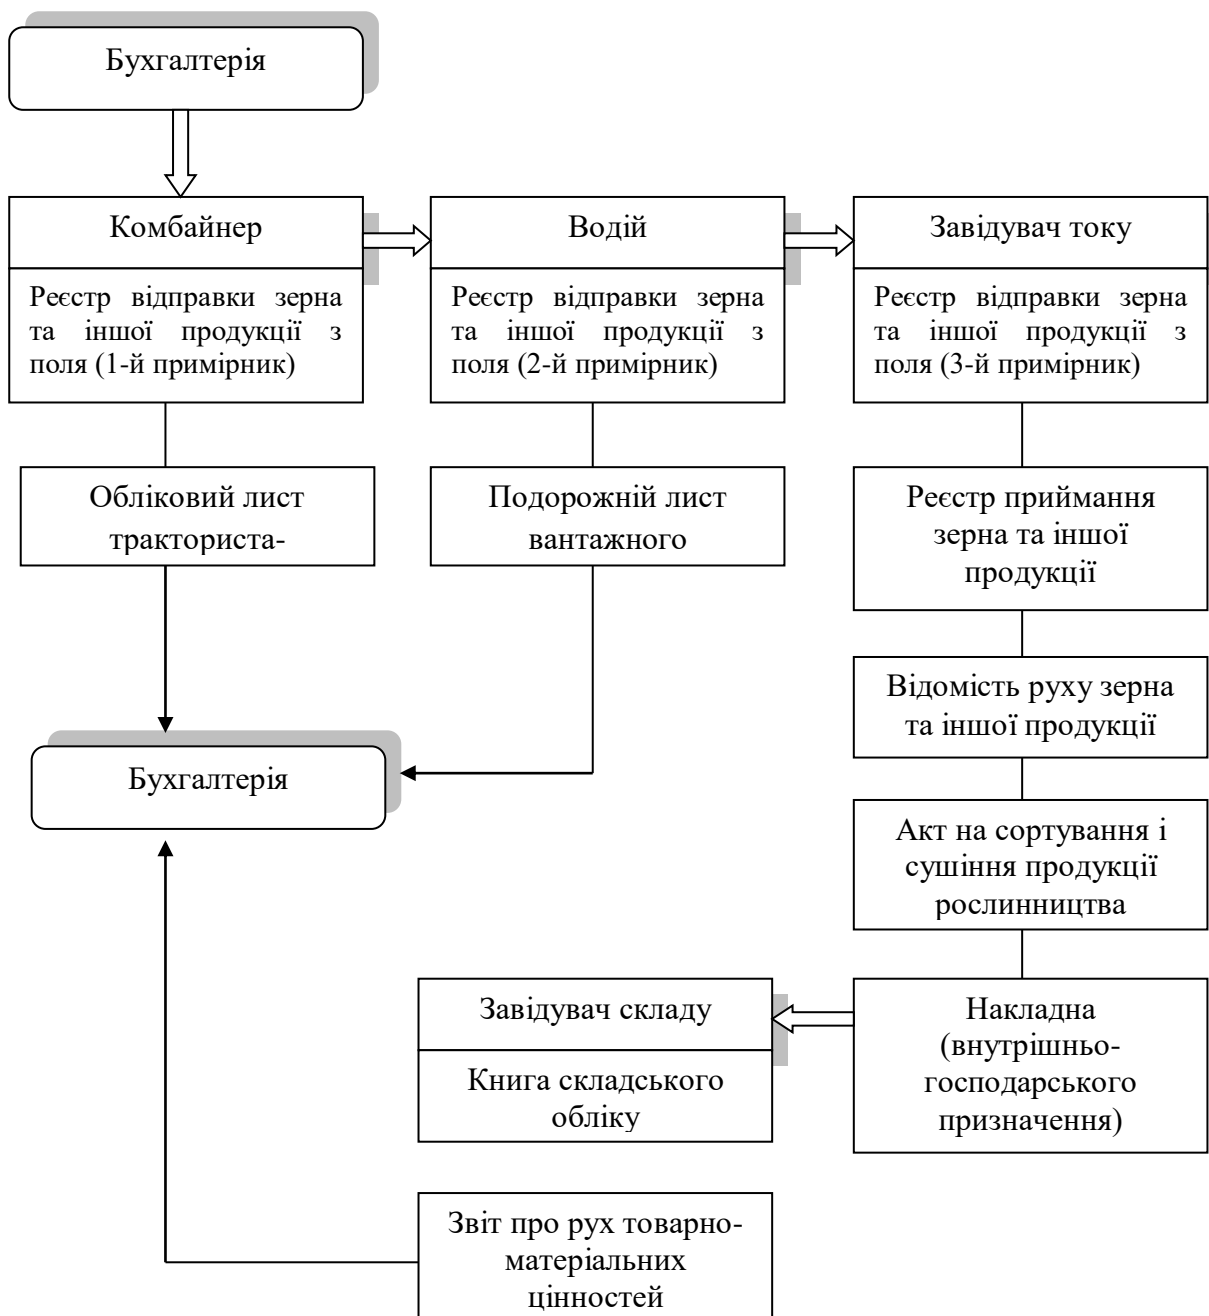 Бухгалтерія
Комбайнер
Реєстр відправки зерна
та іншої продукції з
поля (1-й примірник)
Водій
Реєстр відправки зерна
та іншої продукції з
поля (2-й примірник)
Завідувач току
Реєстр відправки зерна
та іншої продукції з
поля (3-й примірник)
Обліковий лист
тракториста-
Подорожній лист
вантажного
Реєстр приймання
зерна та іншої
продукції
Відомість руху зерна
та іншої продукції
Бухгалтерія
Акт на сортування і
сушіння продукції
рослинництва
Завідувач складу
Книга складського
обліку
Накладна
(внутрішньо-
господарського
призначення)
Звіт про рух товарно-
матеріальних
цінностей